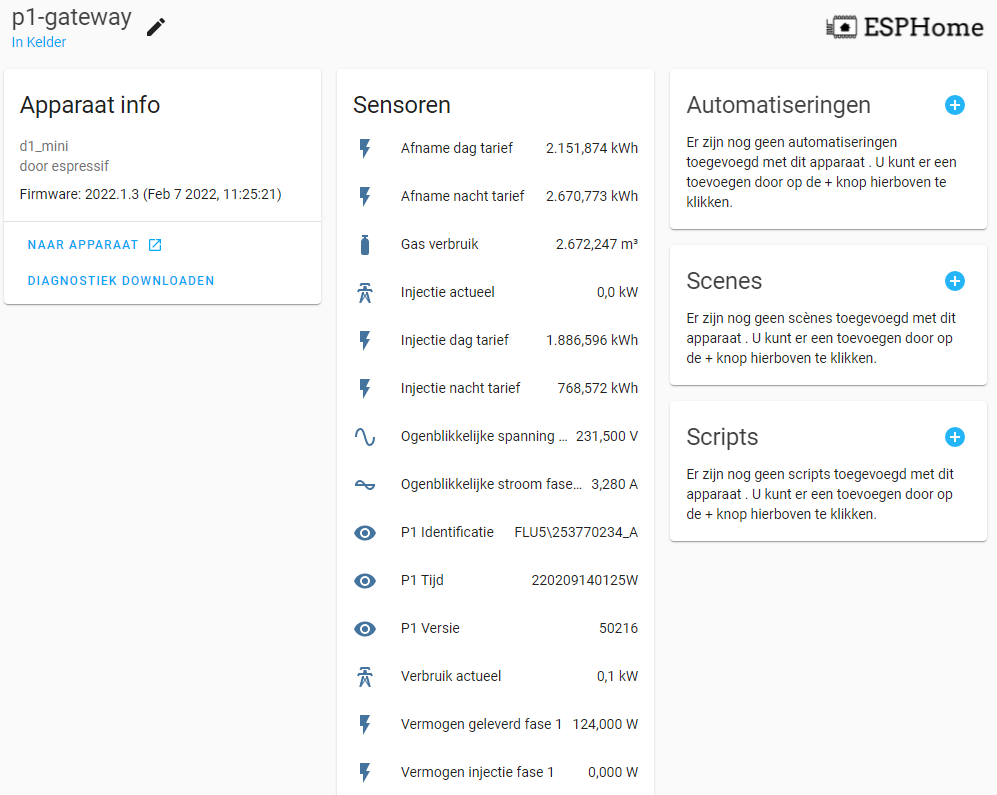 p1-gateway
In Kelder
ESPHome
Apparaat info
d1_mini
door espressif
Firmware: 2022.1.3 (Feb 7 2022, 11:25:21)
NAAR APPARAAT
DIAGNOSTIEK DOWNLOADEN
Sensoren
Afname dag tarief 2.151,874 kWh
Afname nacht tarief 2.670,773 kWh
Gas verbruik 2.672,247 m³
Injectie actueel 0,0 kW
Injectie dag tarief 1.886,596 kWh
Injectie nacht tarief 768,572 kWh
Ogenblikkelijke spanning ... 231,500 V
Ogenblikkelijke stroom fase... 3,280 A
P1 Identificatie FLU5\253770234_A
P1 Tijd 220209140125W
P1 Versie 50216
Verbruik actueel 0,1 kW
Vermogen geleverd fase 1 124,000 W
Vermogen injectie fase 1 0,000 W
Automatiseringen
Er zijn nog geen automatiseringen
toegevoegd met dit apparaat . U kunt er een
toevoegen door op de + knop hierboven te
klikken.
Scenes
Er zijn nog geen scènes toegevoegd met dit
apparaat . U kunt er een toevoegen door op
de + knop hierboven te klikken.
Scripts
Er zijn nog geen scripts toegevoegd met dit
apparaat . U kunt er een toevoegen door op
de + knop hierboven te klikken.